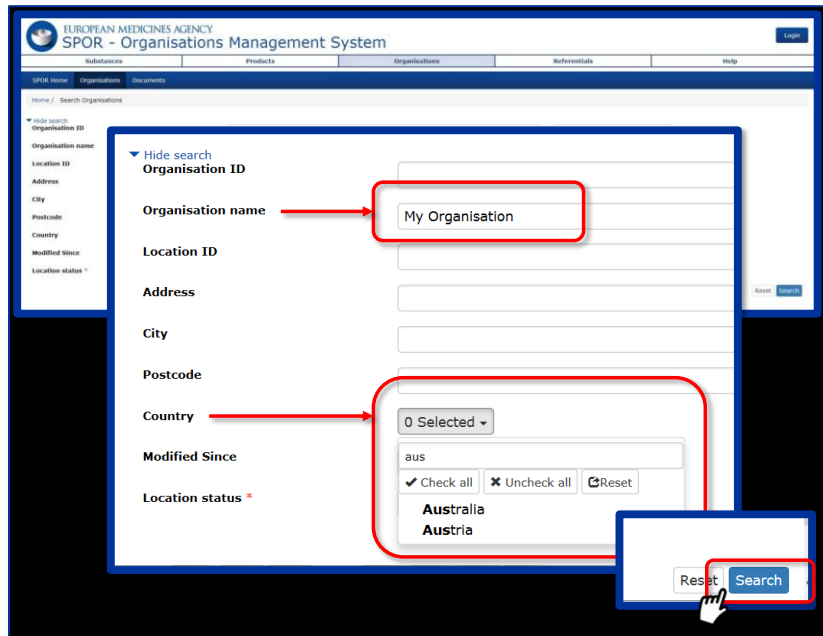 EUROPEAN MEDICINES AGENCY
SPOR - Organisations Management System
Login
Substances Products Organisations Referentials Help
SPOR Home Organisations Documents
Home / Search Organisations
Hide search
Organisation ID
Organisation name
Location ID
Address
City
Postcode
Country
Modified Since
Location status *
Reset Search
Hide search
Organisation ID
Organisation name My Organisation
Location ID
Address
City
Postcode
Country 0 Selected
Modified Since aus
Check all Uncheck all Reset
Location status *
Australia
Austria
Reset Search